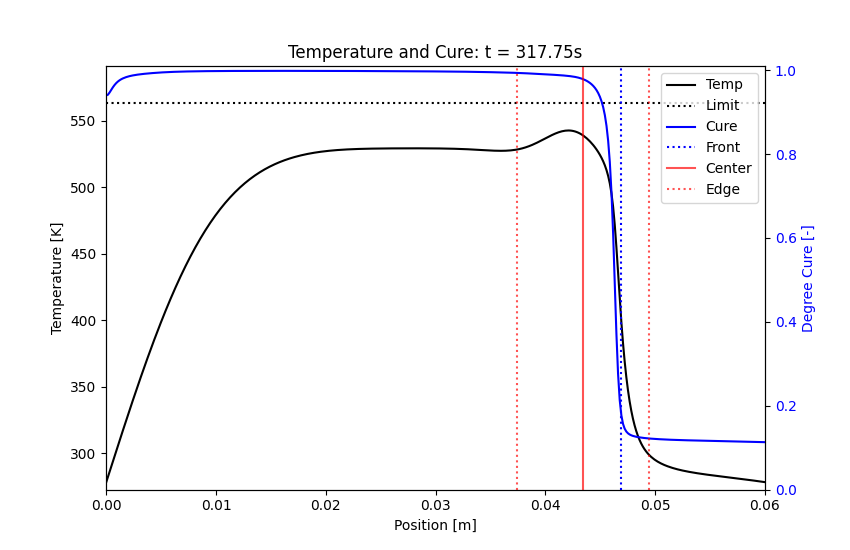 Temperature and Cure: t = 317.75s
Temperature [K]
550
500
450
400
350
300
Temp
Limit
Cure
Front
Center
Edge
1.0
0.8
0.6
0.4
0.2
0.0
Degree Cure [-]
0.00
0.01
0.02
0.03
0.04
0.05
0.06
Position [m]